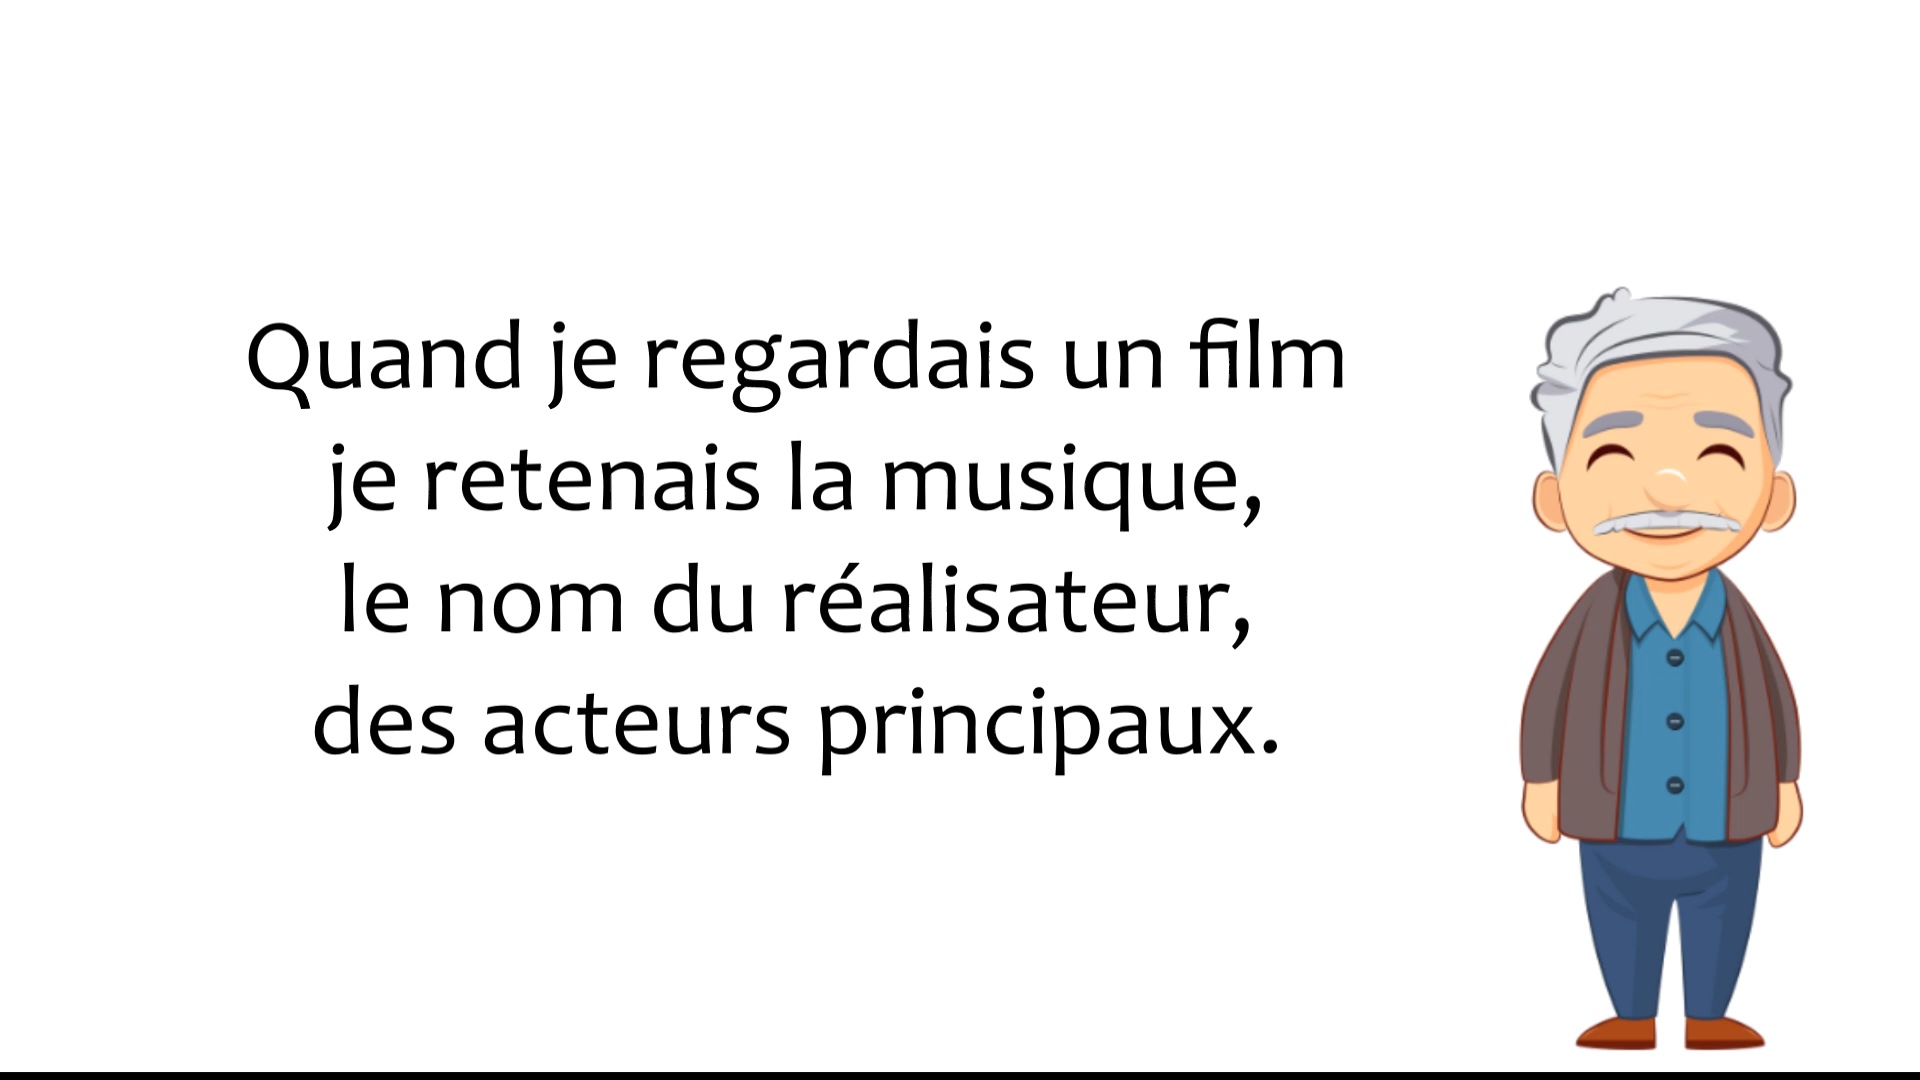 Quand je regardais un film
je retenais la musique,
le nom du réalisateur,
des acteurs principaux.